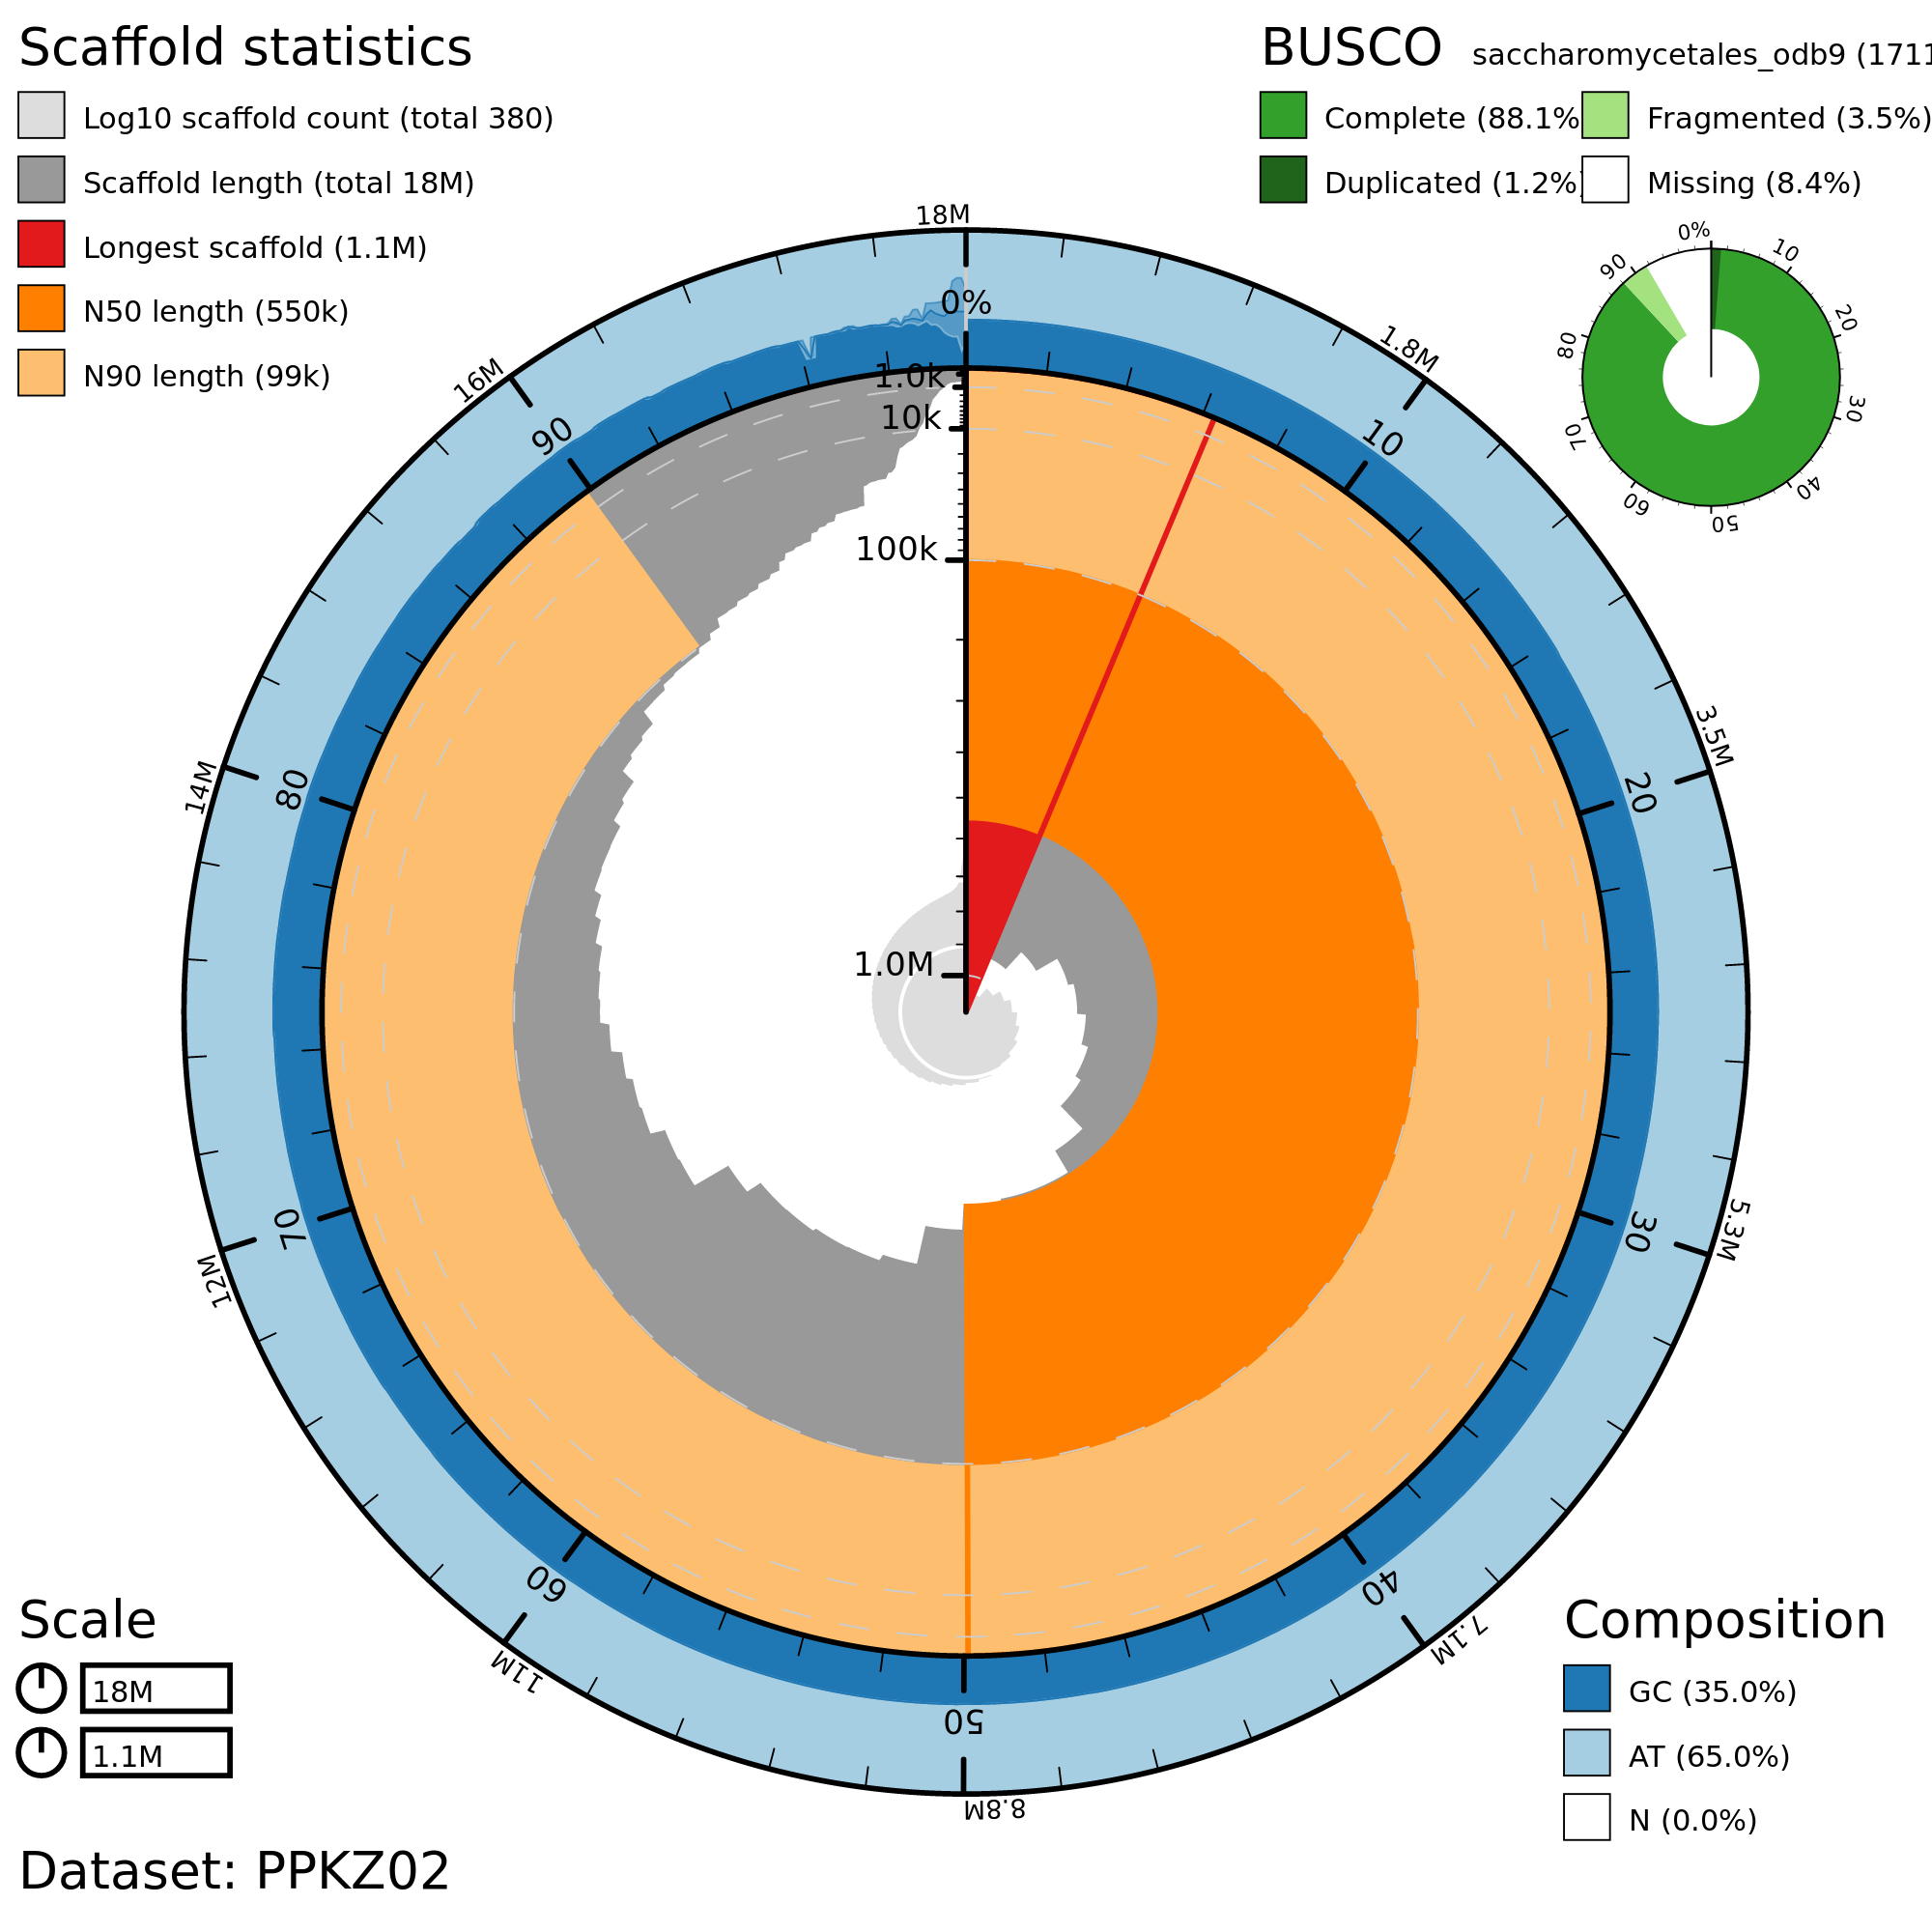 Scaffold statistics
Log10 scaffold count (total 380)
Scaffold length (total 18M)
Longest scaffold (1.1M)
N50 length (550k)
N90 length (99k)
BUSCO saccharomycetales_odb9 (1711
Complete (88.1%
Fragmented (3.5%)
Duplicated (1.2%)
Missing (8.4%)
0%
10
20
30
40
50
60
70
80
90
18M
1.8M
3.5M
5.3M
7.1M
8.8M
11M
12M
14M
16M
0%
10
20
30
40
50
60
70
80
90
1.0k
10k
100k
1.0M
Scale
18M
1.1M
Composition
GC (35.0%)
AT (65.0%)
N (0.0%)
Dataset: PPKZ02